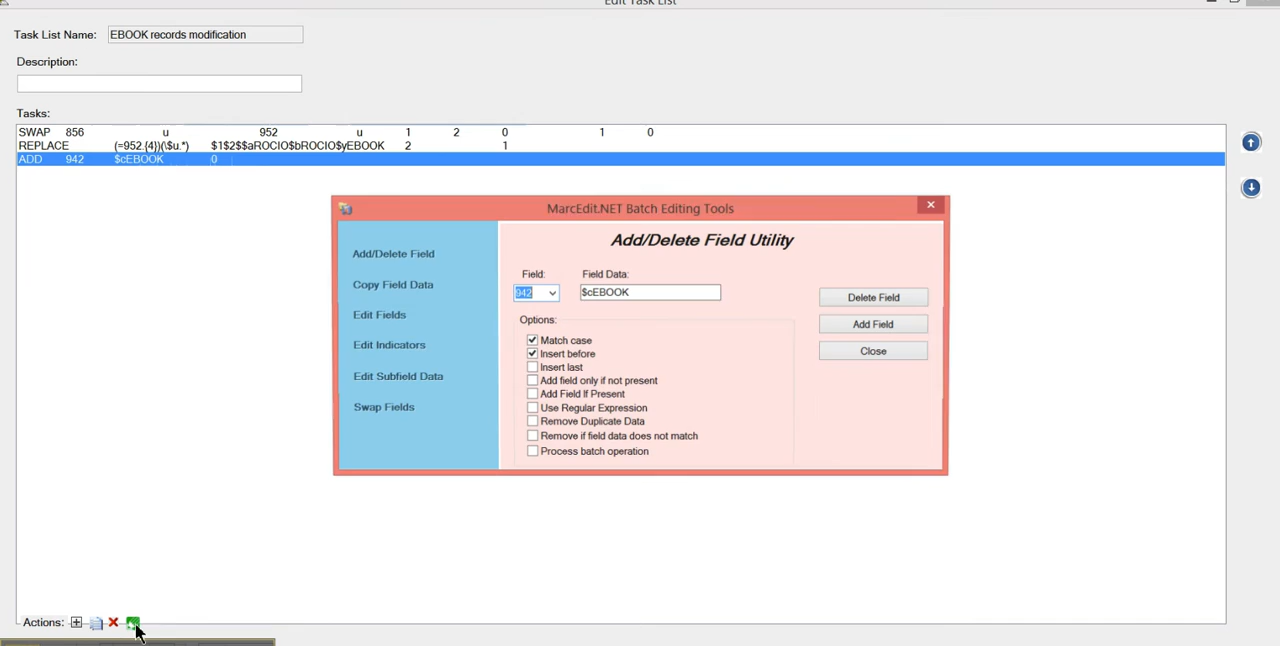 Edit Task List
Task List Name: EBOOK records modification
Description:
Tasks:
SWAP 856 u 952 u 1 2 0 1 0
REPLACE (=952.{4})(\$u.*) $1$2$$aROCIO$bROCIO$yEBOOK 2 1
ADD 942 $cEBOOK 0
MarcEdit.NET Batch Editing Tools
Add/Delete Field
Copy Field Data
Edit Fields
Edit Indicators
Edit Subfield Data
Swap Fields
Add/Delete Field Utility
Field: Field Data:
942 $cEBOOK
Delete Field
Add Field
Close
Options:
Match case
Insert before
Insert last
Add field only if not present
Add Field If Present
Use Regular Expression
Remove Duplicate Data
Remove if field data does not match
Process batch operation
Actions: